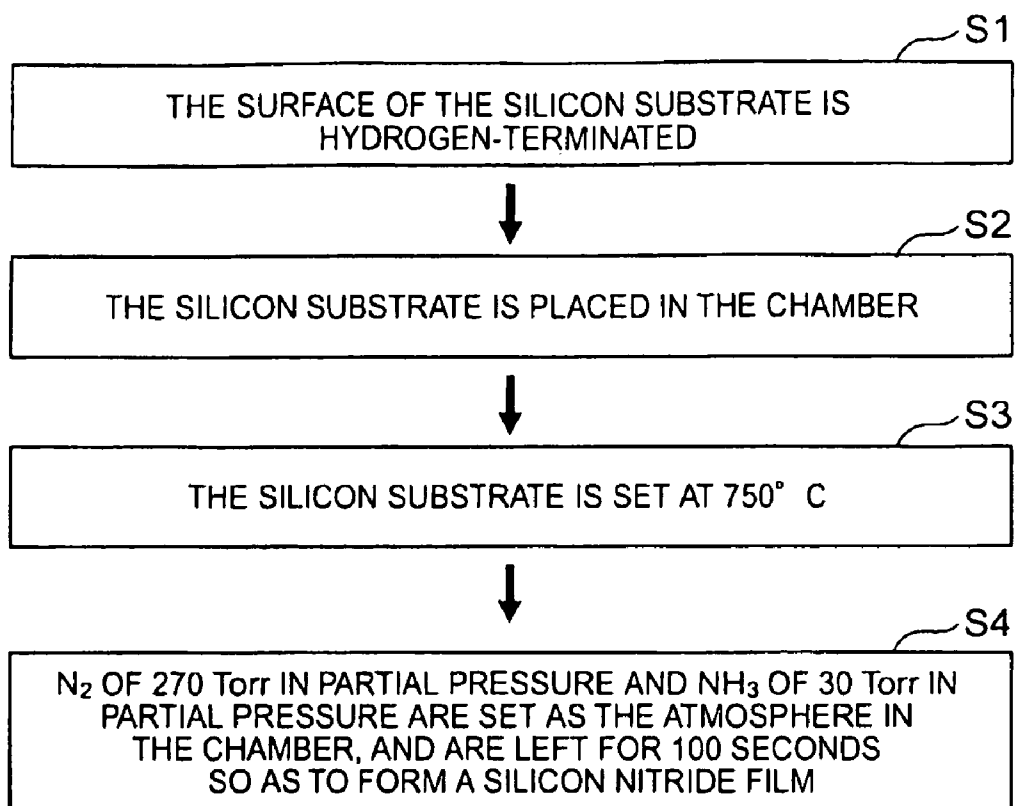 S1
THE SURFACE OF THE SILICON SUBSTRATE IS
HYDROGEN-TERMINATED
S2
THE SILICON SUBSTRATE IS PLACED IN THE CHAMBER
S3
THE SILICON SUBSTRATE IS SET AT 750° C
S4
N₂ OF 270 Torr IN PARTIAL PRESSURE AND NH₃ OF 30 Torr IN
PARTIAL PRESSURE ARE SET AS THE ATMOSPHERE IN
THE CHAMBER, AND ARE LEFT FOR 100 SECONDS
SO AS TO FORM A SILICON NITRIDE FILM